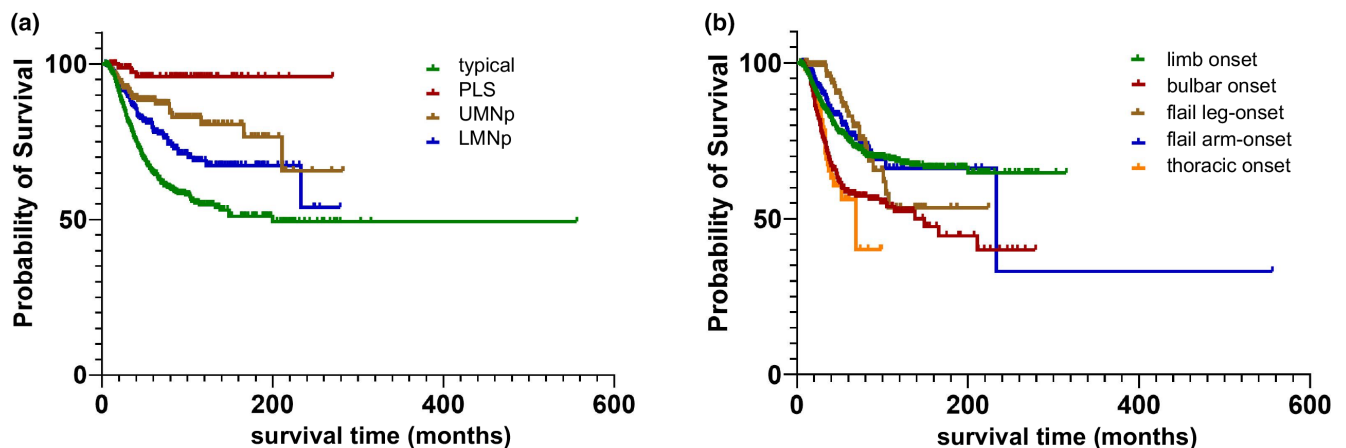 (a)
Probability of Survival
100
50
0
0 200 400 600
survival time (months)
typical
PLS
UMNp
LMNp
(b)
Probability of Survival
100
50
0
0 200 400 600
survival time (months)
limb onset
bulbar onset
flail leg-onset
flail arm-onset
thoracic onset